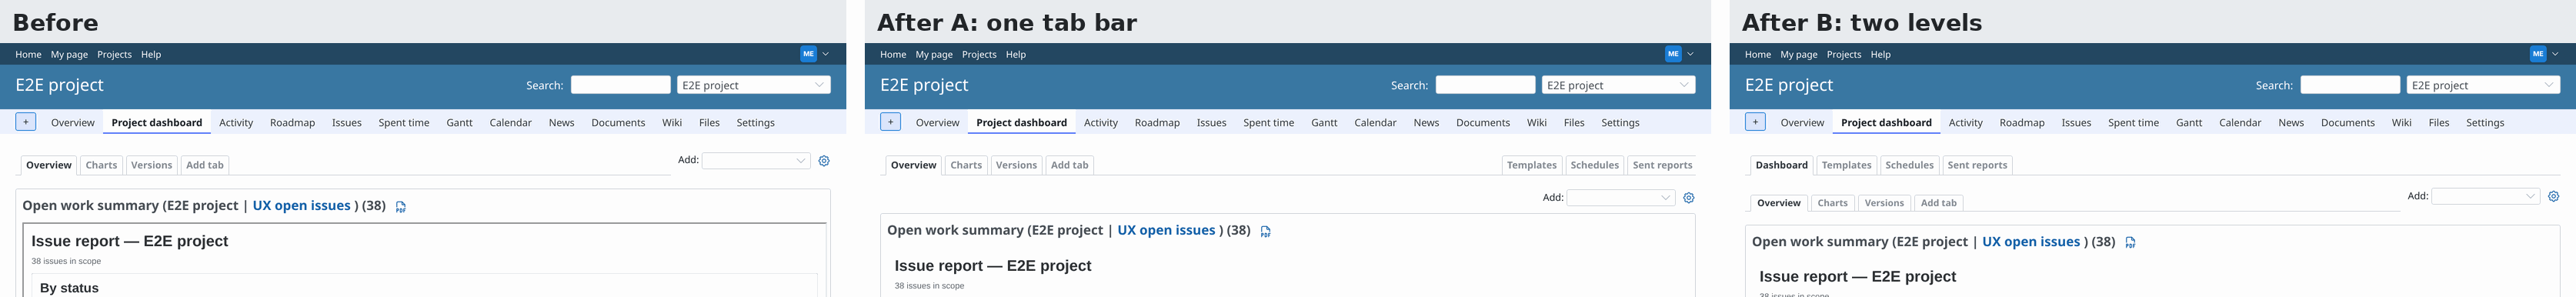 Before
Home My page Projects Help ME
E2E project Search: E2E project
+ Overview Project dashboard Activity Roadmap Issues Spent time Gantt Calendar News Documents Wiki Files Settings
Overview Charts Versions Add tab Add:
Open work summary (E2E project | UX open issues ) (38) PDF
Issue report — E2E project
38 issues in scope
By status
After A: one tab bar
Home My page Projects Help ME
E2E project Search: E2E project
+ Overview Project dashboard Activity Roadmap Issues Spent time Gantt Calendar News Documents Wiki Files Settings
Overview Charts Versions Add tab Templates Schedules Sent reports
Add:
Open work summary (E2E project | UX open issues ) (38) PDF
Issue report — E2E project
38 issues in scope
After B: two levels
Home My page Projects Help ME
E2E project Search: E2E project
+ Overview Project dashboard Activity Roadmap Issues Spent time Gantt Calendar News Documents Wiki Files Settings
Dashboard Templates Schedules Sent reports
Overview Charts Versions Add tab Add:
Open work summary (E2E project | UX open issues ) (38) PDF
Issue report — E2E project
38 issues in scope